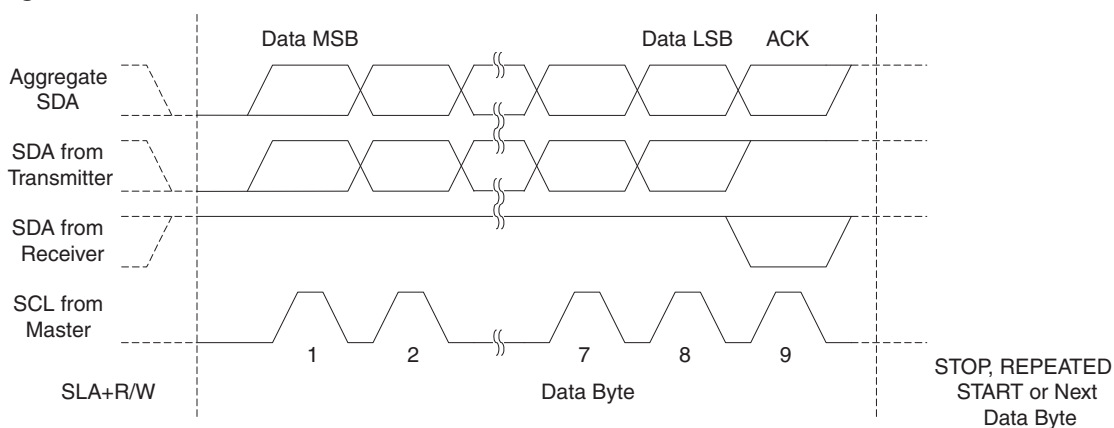 Data MSB
Data LSB
ACK
Aggregate
SDA
SDA from
Transmitter
SDA from
Receiver
SCL from
Master
1
2
7
8
9
SLA+R/W
Data Byte
STOP, REPEATED
START or Next
Data Byte